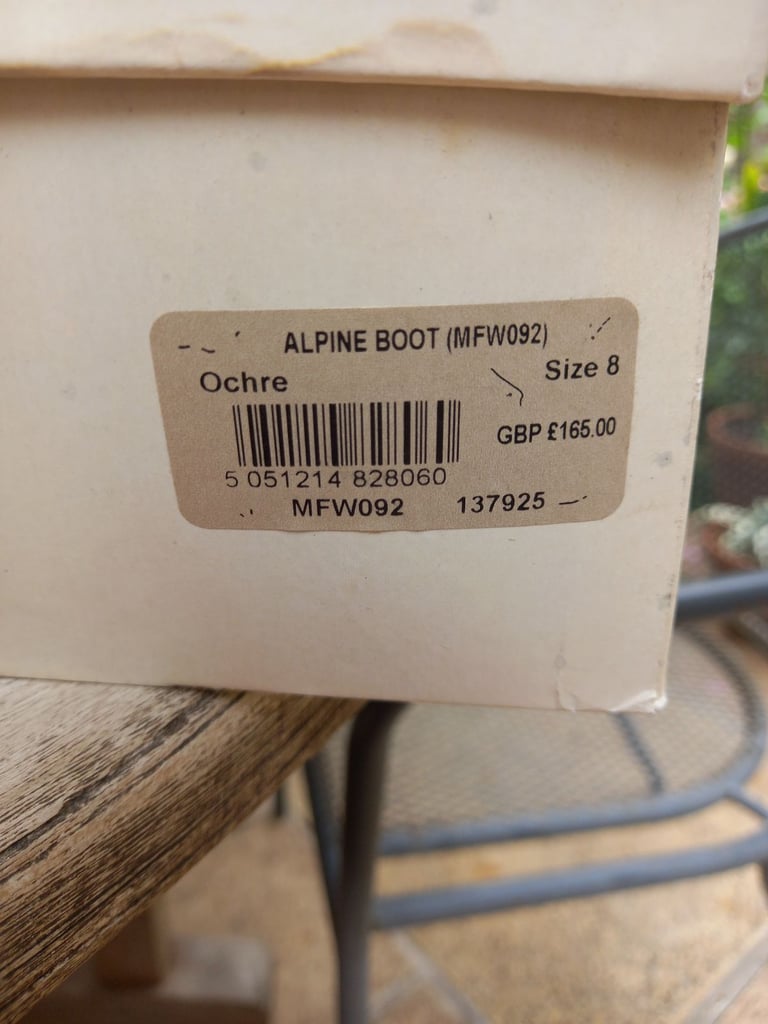 ALPINE BOOT (MFW092)
Ochre Size 8
GBP £165.00
5 051214 828060
MFW092 137925